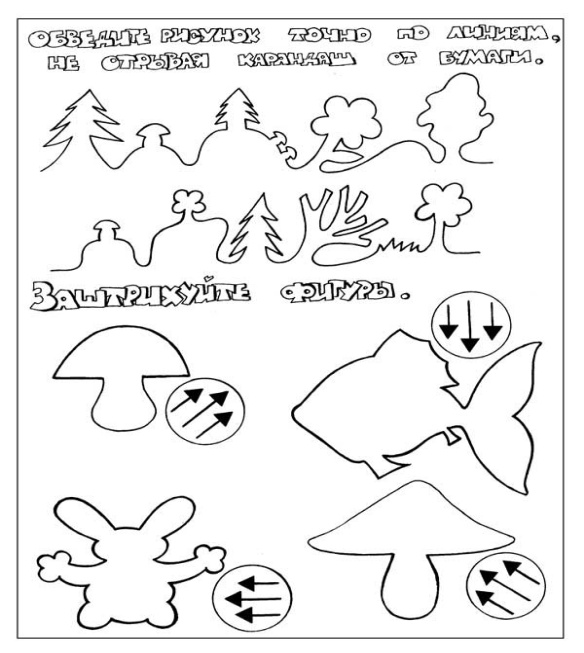 ОБВЕДИТЕ РИСУНОК ТОЧНО ПО ЛИНИЯМ,
НЕ ОТРЫВАЯ КАРАНДАШ ОТ БУМАГИ.
ЗАШТРИХУЙТЕ ФИГУРЫ.